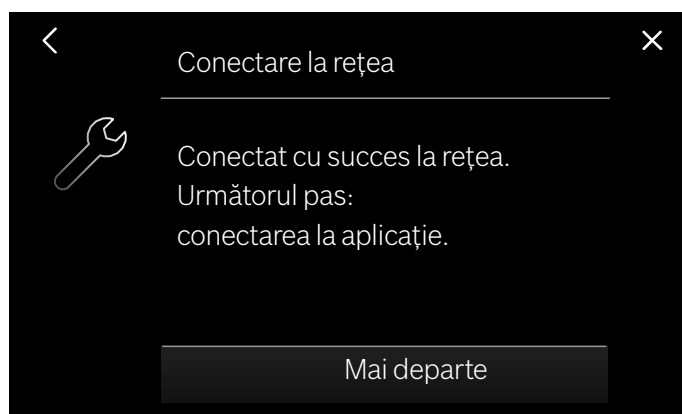 Conectare la rețea
Conectat cu succes la rețea.
Următorul pas:
conectarea la aplicație.
Mai departe